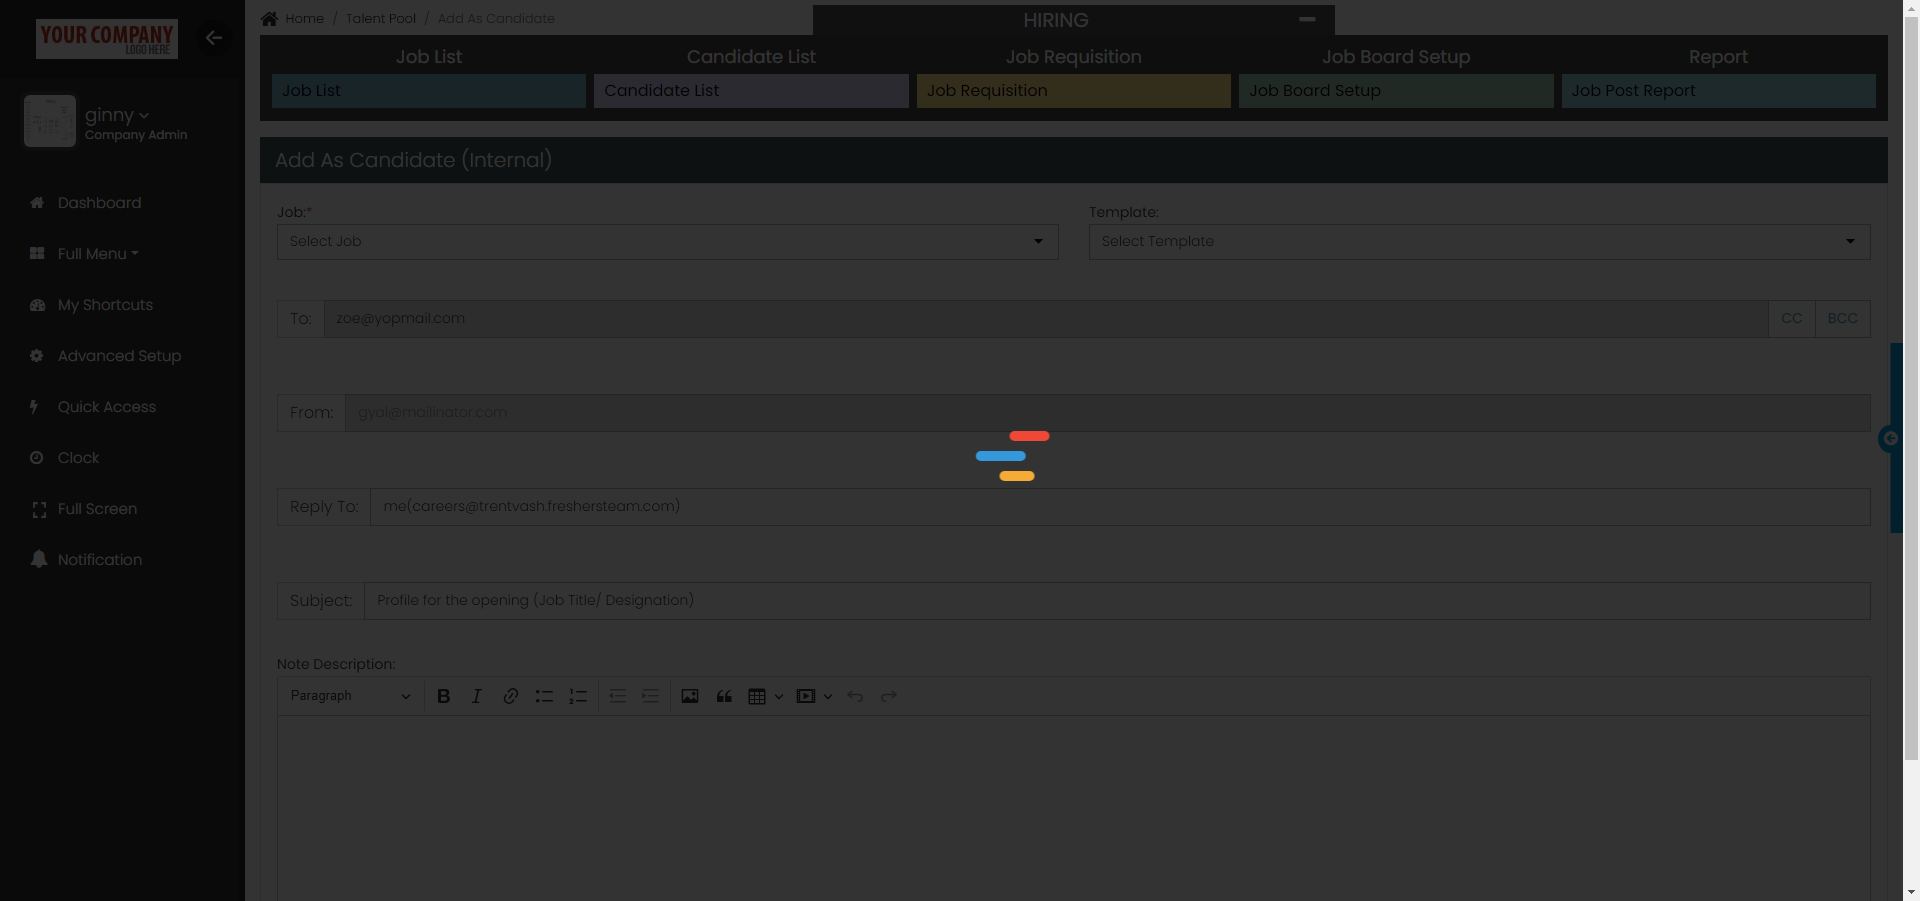 YOUR COMPANY
LOGO HERE
ginny
Company Admin
Dashboard
Full Menu
My Shortcuts
Advanced Setup
Quick Access
Clock
Full Screen
Notification
Home / Talent Pool / Add As Candidate
HIRING
Job List
Candidate List
Job Requisition
Job Board Setup
Report
Job List
Candidate List
Job Requisition
Job Board Setup
Job Post Report
Add As Candidate (Internal)
Job:*
Select Job
Template:
Select Template
To: zoe@yopmail.com CC BCC
From: gyal@mailinator.com
Reply To: me(careers@trentvash.freshersteam.com)
Subject: Profile for the opening (Job Title/ Designation)
Note Description:
Paragraph